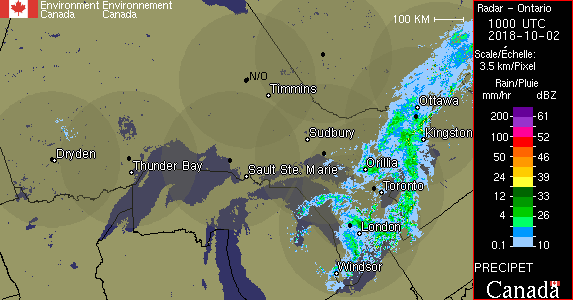 Environment Environnement
Canada Canada
Radar - Ontario
1000 UTC
2018-10-02
Scale/Échelle:
3.5 km/Pixel
Rain/Pluie
mm/hr dBZ
200 61
100 52
50 46
24 39
12 33
4 26
0.1 10
PRECIPET
Canada
100 KM
N/O
Timmins
Ottawa
Sudbury
Kingston
Dryden
Thunder Bay
Sault Ste. Marie
Orillia
Toronto
London
Windsor